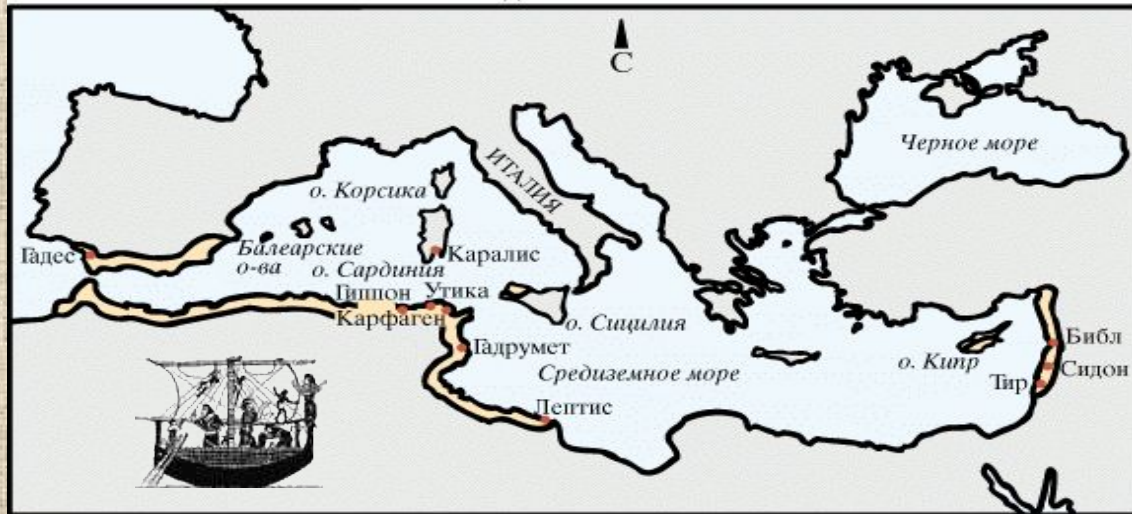 С
Черное море
ИТАЛИЯ
о. Корсика
Гадес
Балеарские
о-ва
Каралис
о. Сардиния
Гиппон
Утика
Карфаген
о. Сицилия
Гадрумет
Средиземное море
о. Кипр
Библ
Сидон
Тир
Лептис